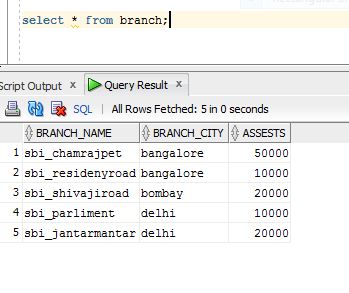 select * from branch;
Script Output x Query Result x
SQL | All Rows Fetched: 5 in 0 seconds
BRANCH_NAME BRANCH_CITY ASSESTS
1 sbi_chamrajpet bangalore 50000
2 sbi_residenyroad bangalore 10000
3 sbi_shivajiroad bombay 20000
4 sbi_parliment delhi 10000
5 sbi_jantarmantar delhi 20000